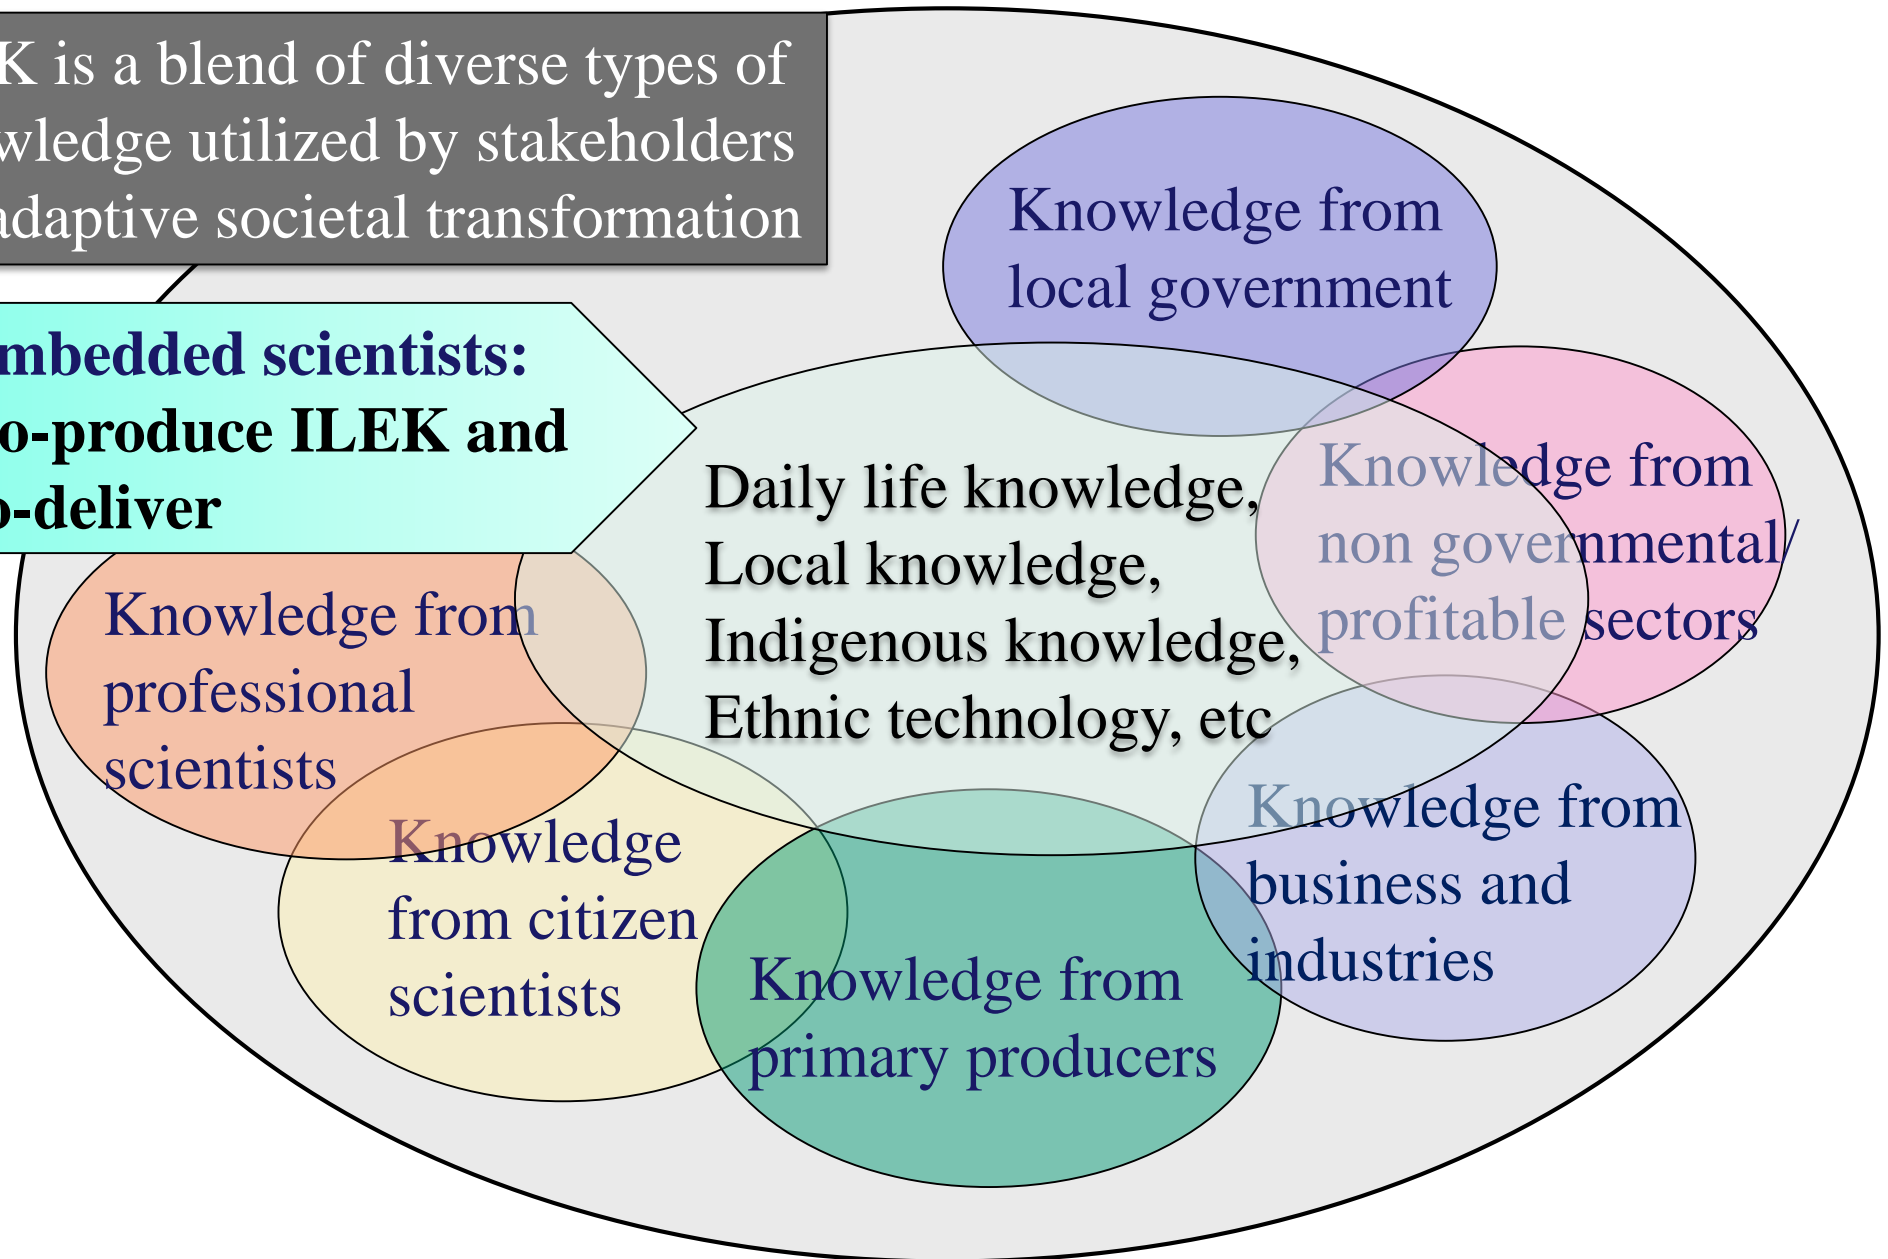 K is a blend of diverse types of
wledge utilized by stakeholders
adaptive societal transformation
Knowledge from
local government
mbedded scientists:
o-produce ILEK and
o-deliver
Daily life knowledge,
Local knowledge,
Indigenous knowledge,
Ethnic technology, etc
Knowledge from
non governmental/
profitable sectors
Knowledge from
professional
scientists
Knowledge
from citizen
scientists
Knowledge from
primary producers
Knowledge from
business and
industries